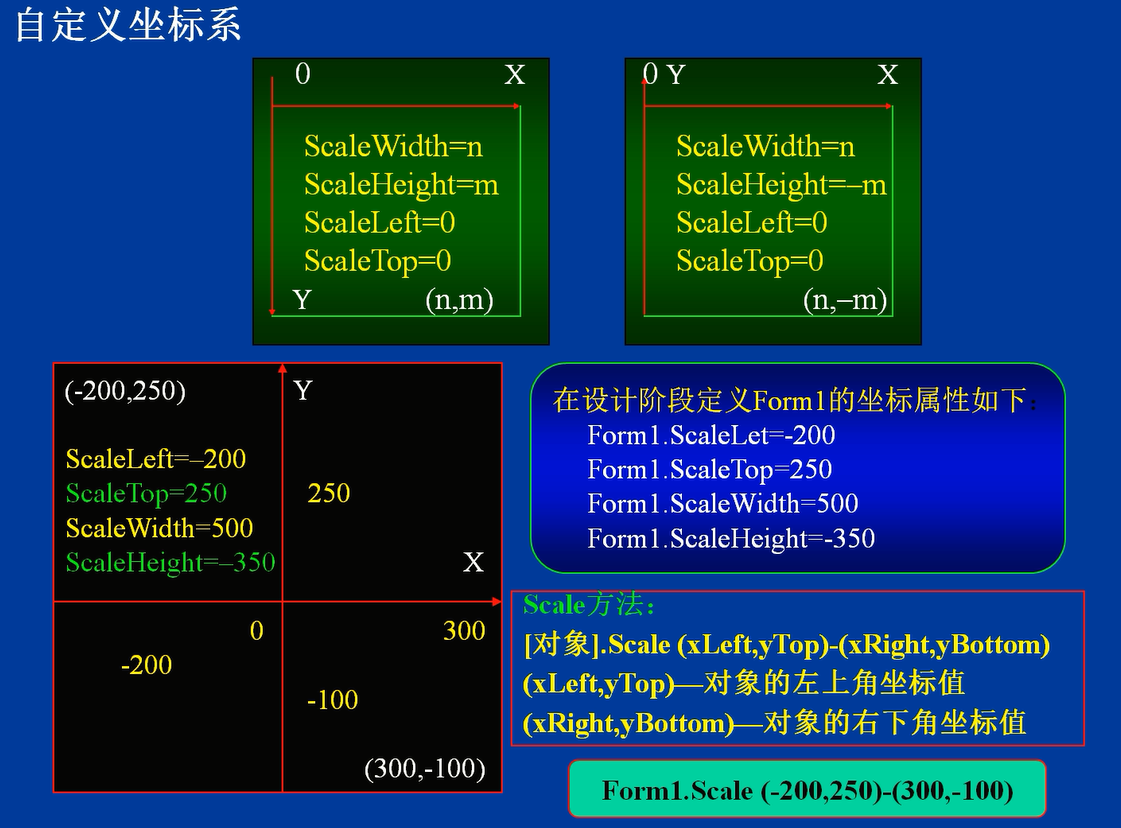 自定义坐标系
0 X
ScaleWidth=n
ScaleHeight=m
ScaleLeft=0
ScaleTop=0
Y (n,m)
0 Y X
ScaleWidth=n
ScaleHeight=–m
ScaleLeft=0
ScaleTop=0
(n,–m)
(-200,250) Y
ScaleLeft=–200
ScaleTop=250 250
ScaleWidth=500
ScaleHeight=–350 X
0 300
-200
-100
(300,-100)
在设计阶段定义Form1的坐标属性如下：
Form1.ScaleLet=-200
Form1.ScaleTop=250
Form1.ScaleWidth=500
Form1.ScaleHeight=-350
Scale方法：
[对象].Scale (xLeft,yTop)-(xRight,yBottom)
(xLeft,yTop)—对象的左上角坐标值
(xRight,yBottom)—对象的右下角坐标值
Form1.Scale (-200,250)-(300,-100)